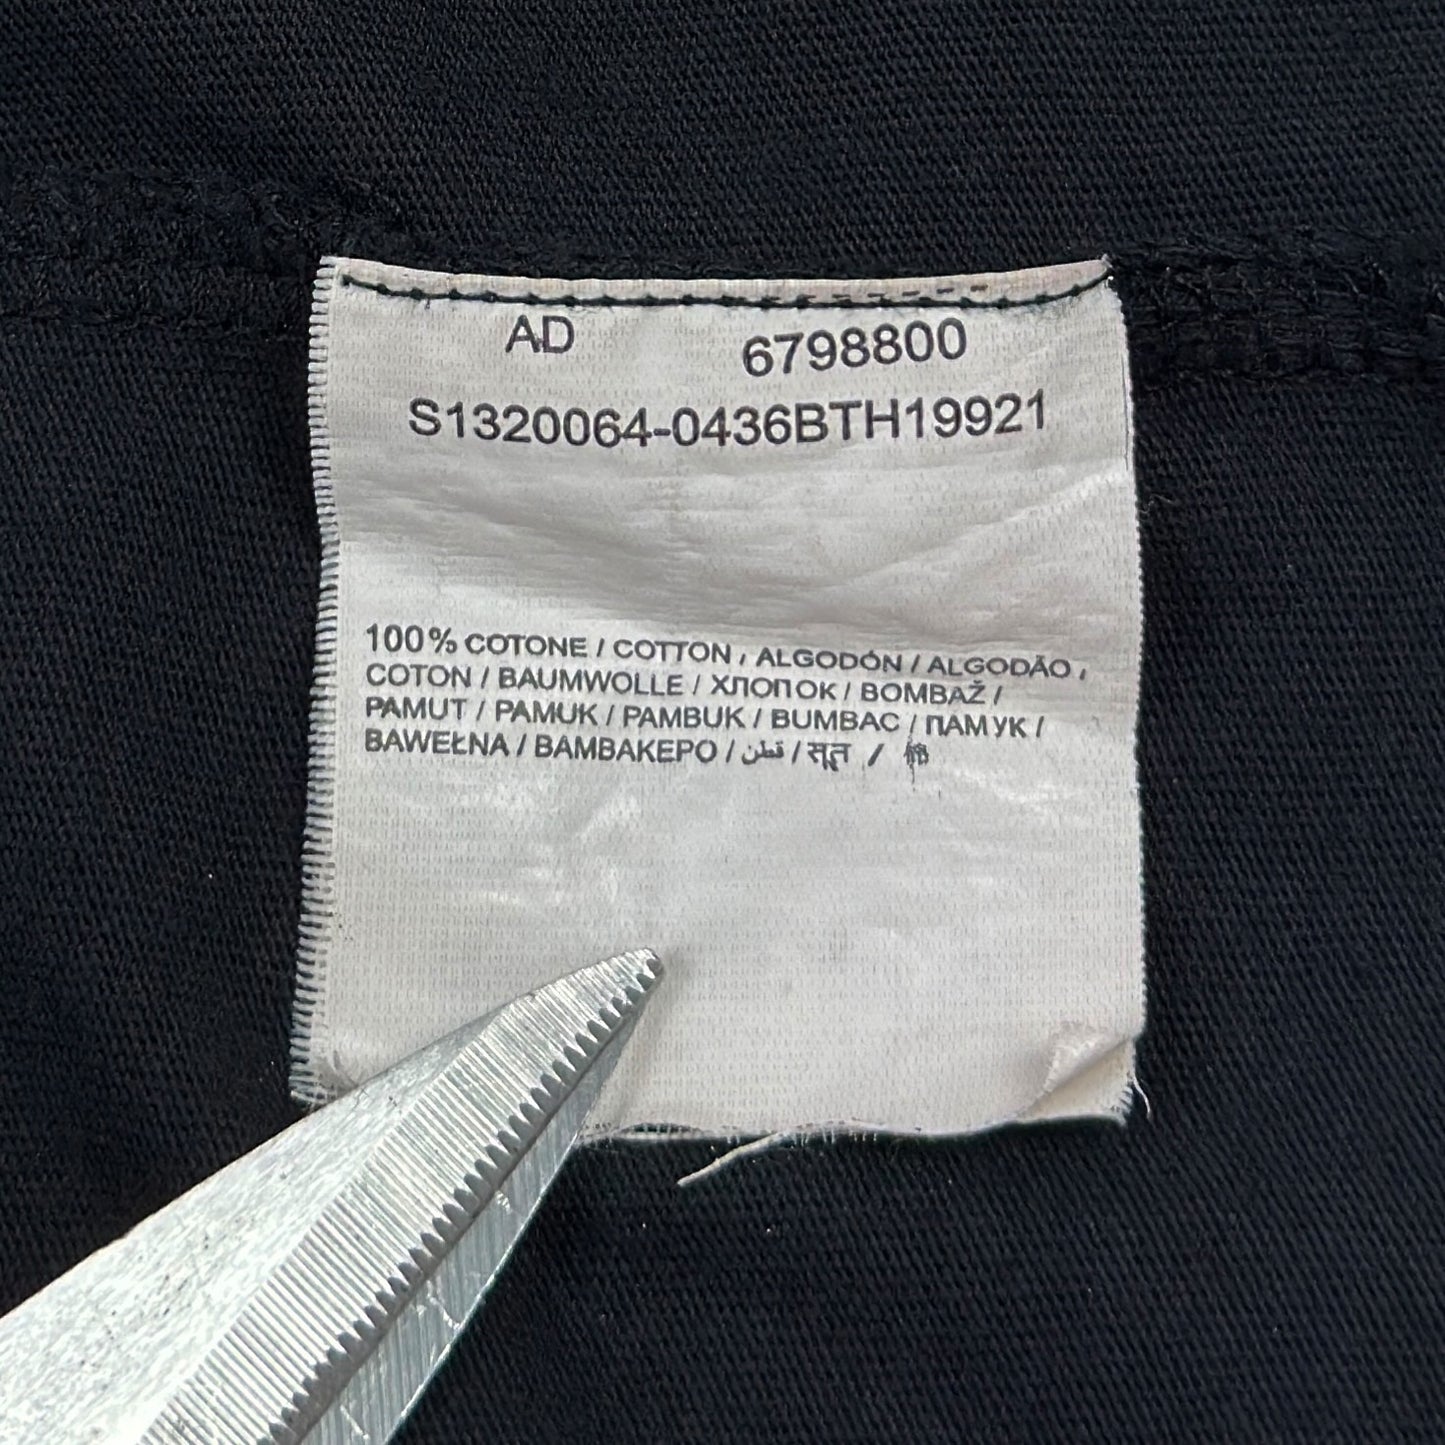 AD 6798800
S1320064-0436BTH19921
100% COTONE / COTTON / ALGODÓN / ALGODÃO /
COTON / BAUMWOLLE / ХЛОПОК / BOMBAŽ /
PAMUT / PAMUK / PAMBUK / BUMBAC / ПАМУК /
BAWEŁNA / BAMBAKEPO / قطن / सूत / 棉